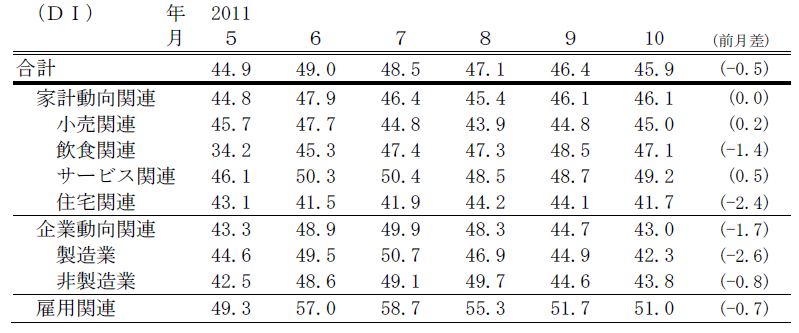 （ＤＩ） 年 2011
月 5 6 7 8 9 10 (前月差)
合計 44.9 49.0 48.5 47.1 46.4 45.9 (-0.5)
家計動向関連 44.8 47.9 46.4 45.4 46.1 46.1 (0.0)
小売関連 45.7 47.7 44.8 43.9 44.8 45.0 (0.2)
飲食関連 34.2 45.3 47.4 47.3 48.5 47.1 (-1.4)
サービス関連 46.1 50.3 50.4 48.5 48.7 49.2 (0.5)
住宅関連 43.1 41.5 41.9 44.2 44.1 41.7 (-2.4)
企業動向関連 43.3 48.9 49.9 48.3 44.7 43.0 (-1.7)
製造業 44.6 49.5 50.7 46.9 44.9 42.3 (-2.6)
非製造業 42.5 48.6 49.1 49.7 44.6 43.8 (-0.8)
雇用関連 49.3 57.0 58.7 55.3 51.7 51.0 (-0.7)